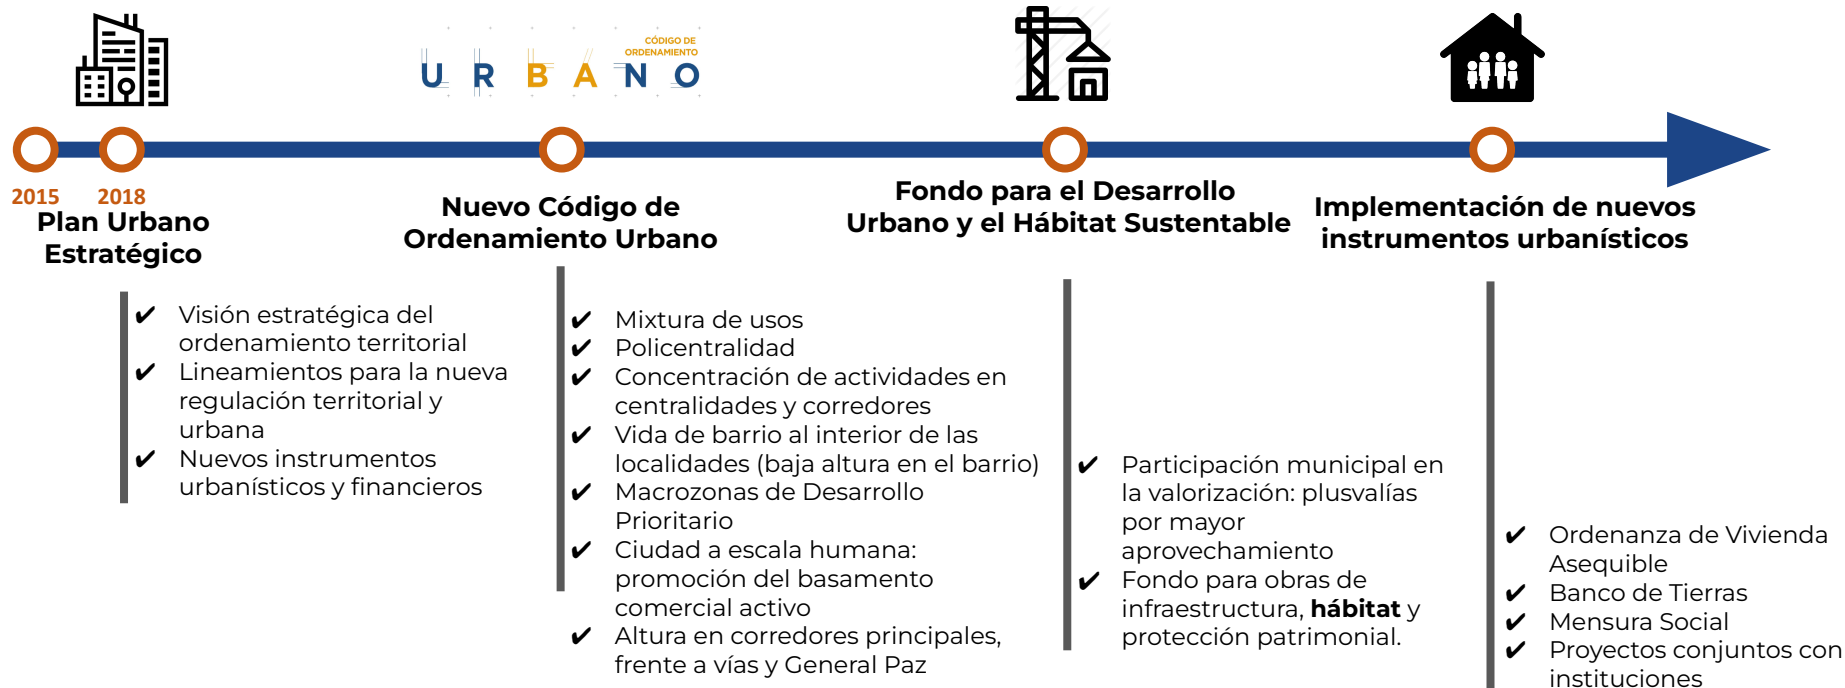 CÓDIGO DE
ORDENAMIENTO
URBANO
2015
2018
Plan Urbano
Estratégico
✔ Visión estratégica del
ordenamiento territorial
✔ Lineamientos para la nueva
regulación territorial y
urbana
✔ Nuevos instrumentos
urbanísticos y financieros
Nuevo Código de
Ordenamiento Urbano
✔ Mixtura de usos
✔ Policentralidad
✔ Concentración de actividades en
centralidades y corredores
✔ Vida de barrio al interior de las
localidades (baja altura en el barrio)
✔ Macrozonas de Desarrollo
Prioritario
✔ Ciudad a escala humana:
promoción del basamento
comercial activo
✔ Altura en corredores principales,
frente a vías y General Paz
Fondo para el Desarrollo
Urbano y el Hábitat Sustentable
✔ Participación municipal en
la valorización: plusvalías
por mayor
aprovechamiento
✔ Fondo para obras de
infraestructura, hábitat y
protección patrimonial.
Implementación de nuevos
instrumentos urbanísticos
✔ Ordenanza de Vivienda
Asequible
✔ Banco de Tierras
✔ Mensura Social
✔ Proyectos conjuntos con
instituciones